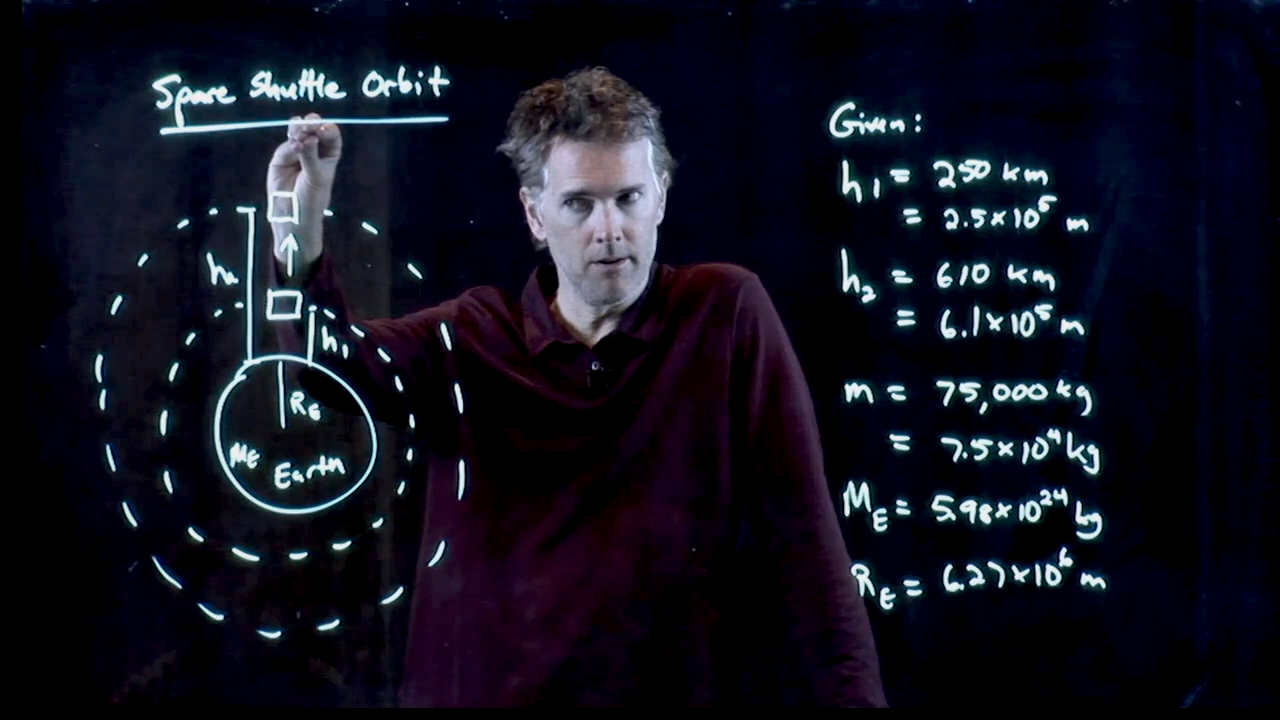 Space Shuttle Orbit
h₂
h₁
R_E
M_E
Earth
Given:
h₁ = 250 km
= 2.5×10⁵ m
h₂ = 610 km
= 6.1×10⁵ m
m = 75,000 kg
= 7.5×10⁴ kg
M_E = 5.98×10²⁴ kg
R_E = 6.27×10⁶ m